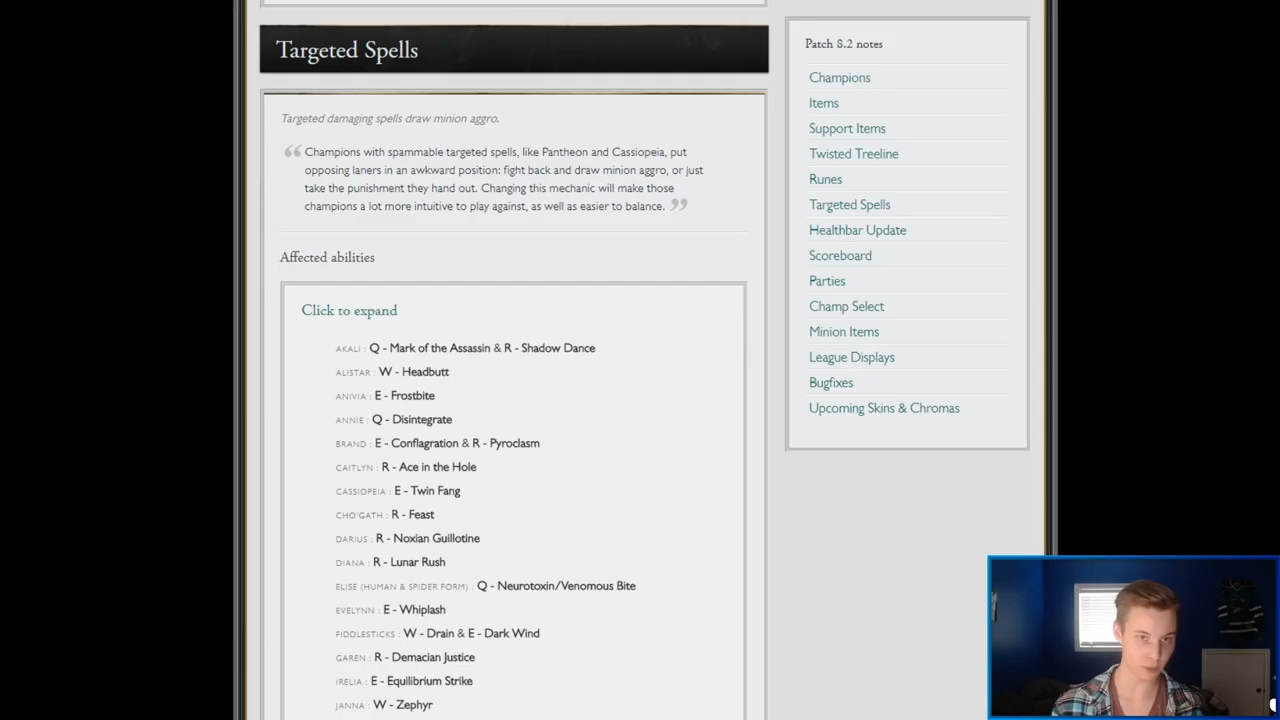 Targeted Spells
Targeted damaging spells draw minion aggro.
Champions with spammable targeted spells, like Pantheon and Cassiopeia, put
opposing laners in an awkward position: fight back and draw minion aggro, or just
take the punishment they hand out. Changing this mechanic will make those
champions a lot more intuitive to play against, as well as easier to balance.
Affected abilities
Click to expand
AKALI : Q - Mark of the Assassin & R - Shadow Dance
ALISTAR : W - Headbutt
ANIVIA : E - Frostbite
ANNIE : Q - Disintegrate
BRAND : E - Conflagration & R - Pyroclasm
CAITLYN : R - Ace in the Hole
CASSIOPEIA : E - Twin Fang
CHO'GATH : R - Feast
DARIUS : R - Noxian Guillotine
DIANA : R - Lunar Rush
ELISE (HUMAN & SPIDER FORM) : Q - Neurotoxin/Venomous Bite
EVELYNN : E - Whiplash
FIDDLESTICKS : W - Drain & E - Dark Wind
GAREN : R - Demacian Justice
IRELIA : E - Equilibrium Strike
JANNA : W - Zephyr
Patch 8.2 notes
Champions
Items
Support Items
Twisted Treeline
Runes
Targeted Spells
Healthbar Update
Scoreboard
Parties
Champ Select
Minion Items
League Displays
Bugfixes
Upcoming Skins & Chromas